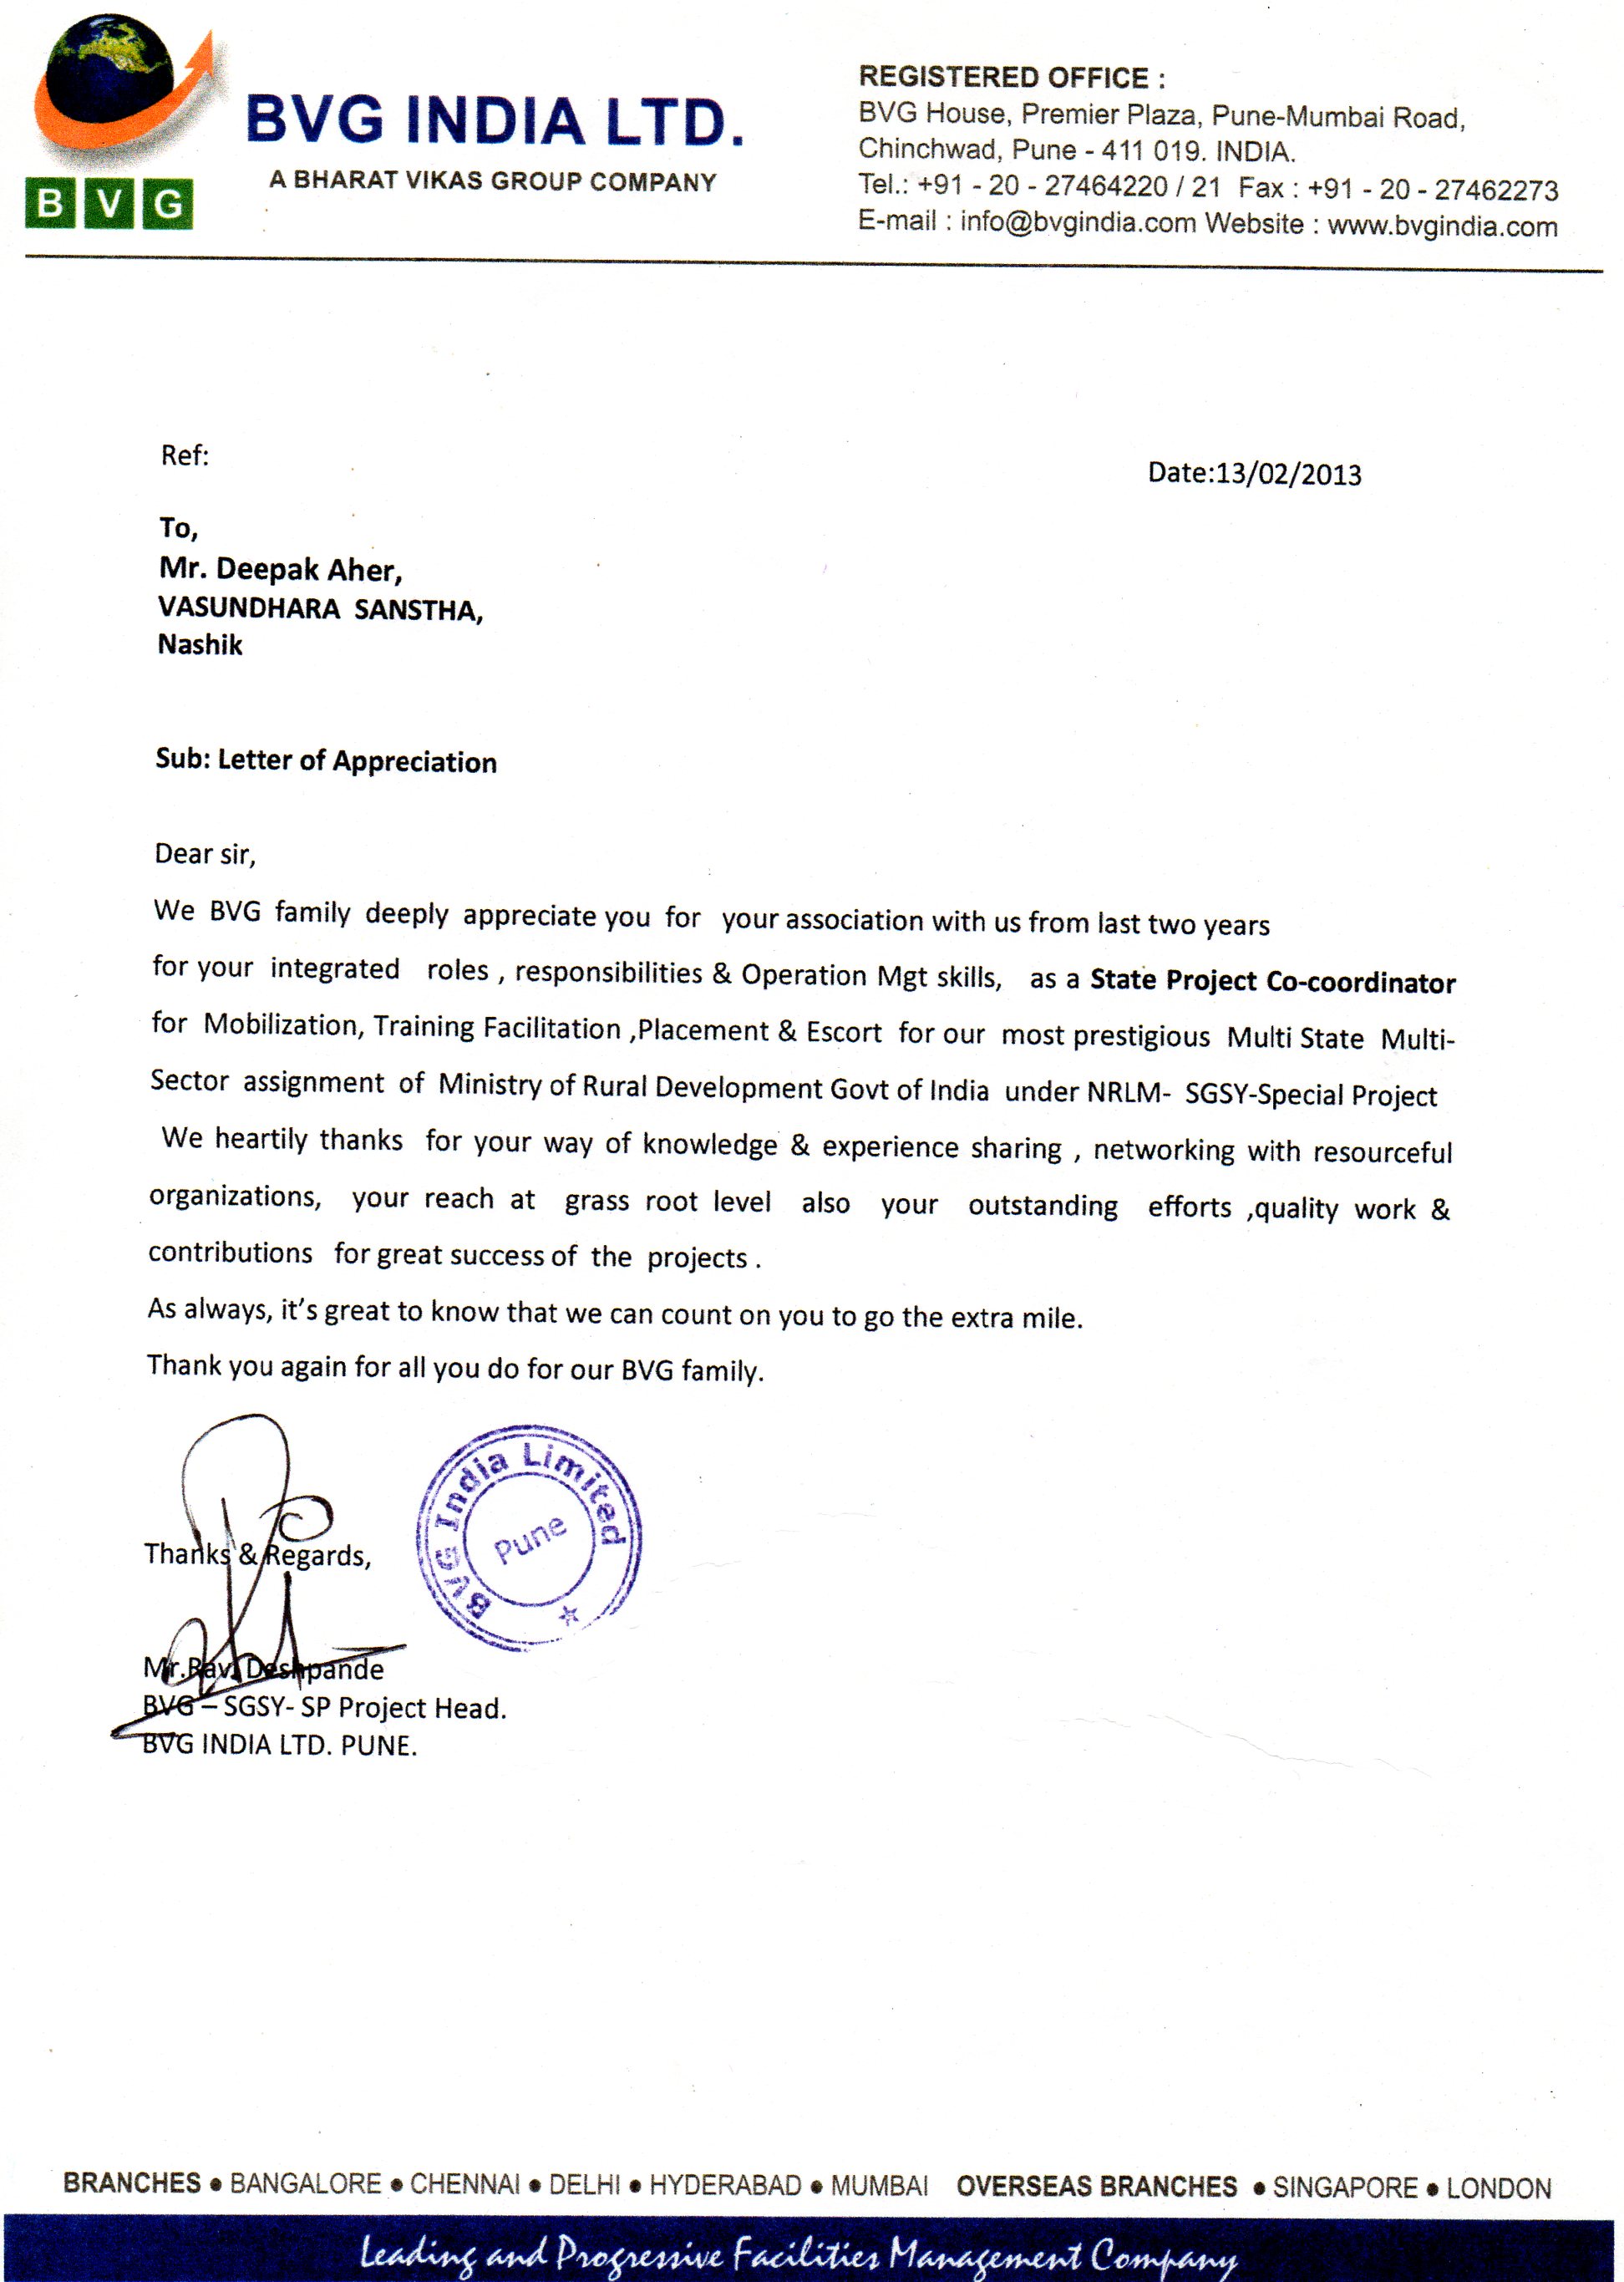 BVG
BVG INDIA LTD.
A BHARAT VIKAS GROUP COMPANY
REGISTERED OFFICE :
BVG House, Premier Plaza, Pune-Mumbai Road,
Chinchwad, Pune - 411 019. INDIA.
Tel.: +91 - 20 - 27464220 / 21 Fax : +91 - 20 - 27462273
E-mail : info@bvgindia.com Website : www.bvgindia.com
Ref:
Date:13/02/2013
To,
Mr. Deepak Aher,
VASUNDHARA SANSTHA,
Nashik
Sub: Letter of Appreciation
Dear sir,
We BVG family deeply appreciate you for your association with us from last two years
for your integrated roles , responsibilities & Operation Mgt skills, as a State Project Co-coordinator
for Mobilization, Training Facilitation ,Placement & Escort for our most prestigious Multi State Multi-
Sector assignment of Ministry of Rural Development Govt of India under NRLM- SGSY-Special Project
We heartily thanks for your way of knowledge & experience sharing , networking with resourceful
organizations, your reach at grass root level also your outstanding efforts ,quality work &
contributions for great success of the projects .
As always, it's great to know that we can count on you to go the extra mile.
Thank you again for all you do for our BVG family.
BVG India Limited
Pune
Thanks & Regards,
Mr.Ravi Deshpande
BVG – SGSY- SP Project Head.
BVG INDIA LTD. PUNE.
BRANCHES ● BANGALORE ● CHENNAI ● DELHI ● HYDERABAD ● MUMBAI OVERSEAS BRANCHES ● SINGAPORE ● LONDON
Leading and Progressive Facilities Management Company